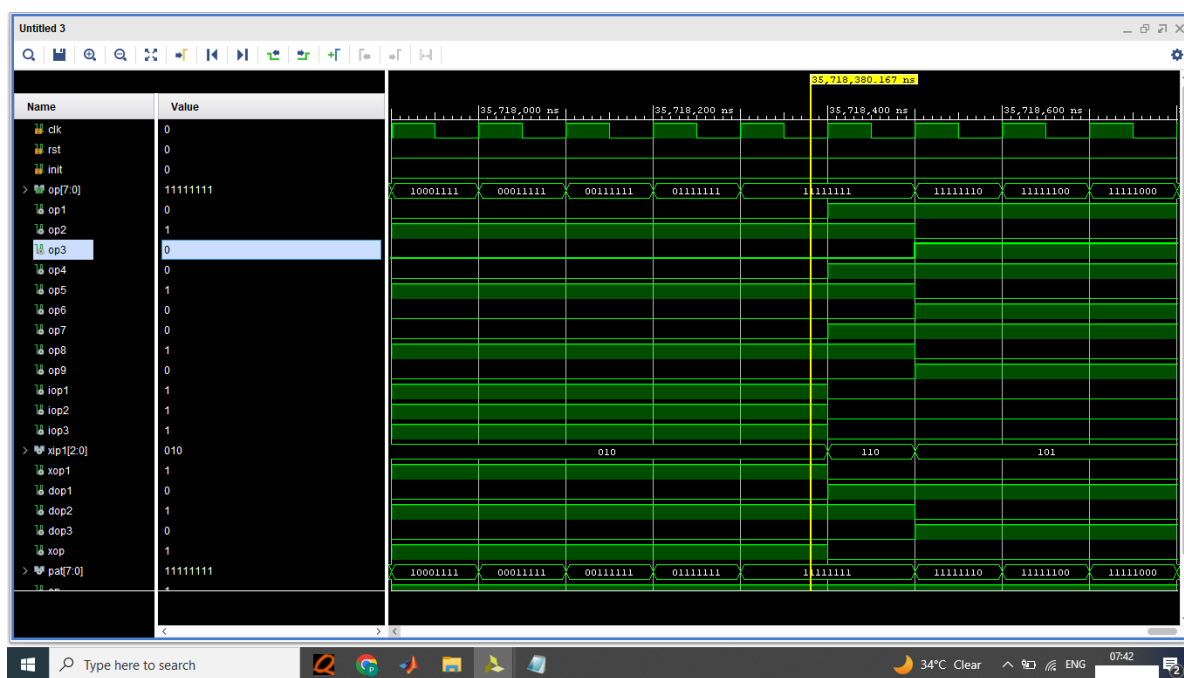 Untitled 3
35,718,380.167 ns
Name Value
35,718,000 ns 35,718,200 ns 35,718,400 ns 35,718,600 ns
clk 0
rst 0
init 0
op[7:0] 11111111 10001111 00011111 00111111 01111111 11111111 11111110 11111100 11111000
op1 0
op2 1
op3 0
op4 0
op5 1
op6 0
op7 0
op8 1
op9 0
iop1 1
iop2 1
iop3 1
xip1[2:0] 010 010 110 101
xop1 1
dop1 0
dop2 1
dop3 0
xop 1
pat[7:0] 11111111 10001111 00011111 00111111 01111111 11111111 11111110 11111100 11111000
Type here to search
34°C Clear
ENG
07:42
2